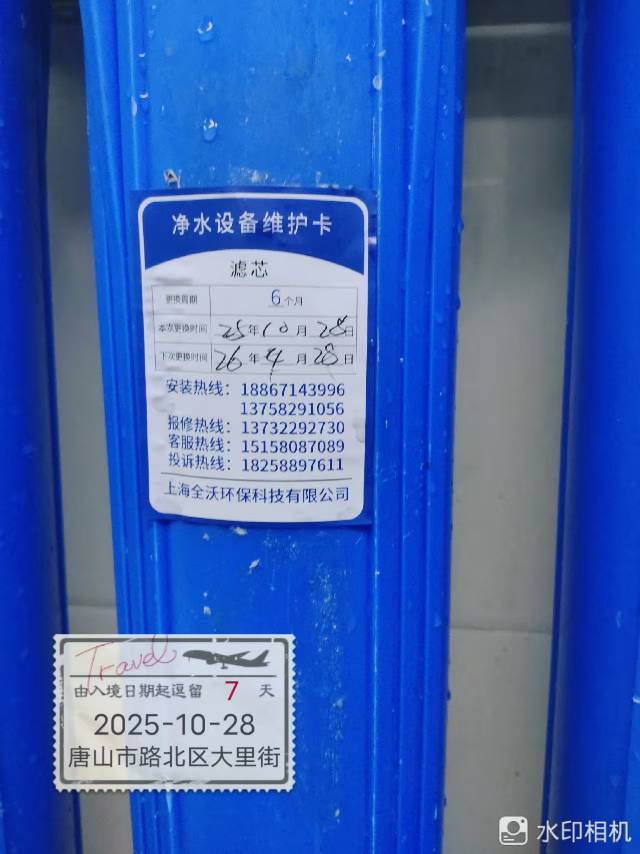 净水设备维护卡
滤芯
更换周期 6个月
本次更换时间 25年10月28日
下次更换时间 26年4月28日
安装热线：18867143996
13758291056
报修热线：13732292730
客服热线：15158087089
投诉热线：18258897611
上海全沃环保科技有限公司
Travel
由入境日期起逗留 7 天
2025-10-28
唐山市路北区大里街
水印相机